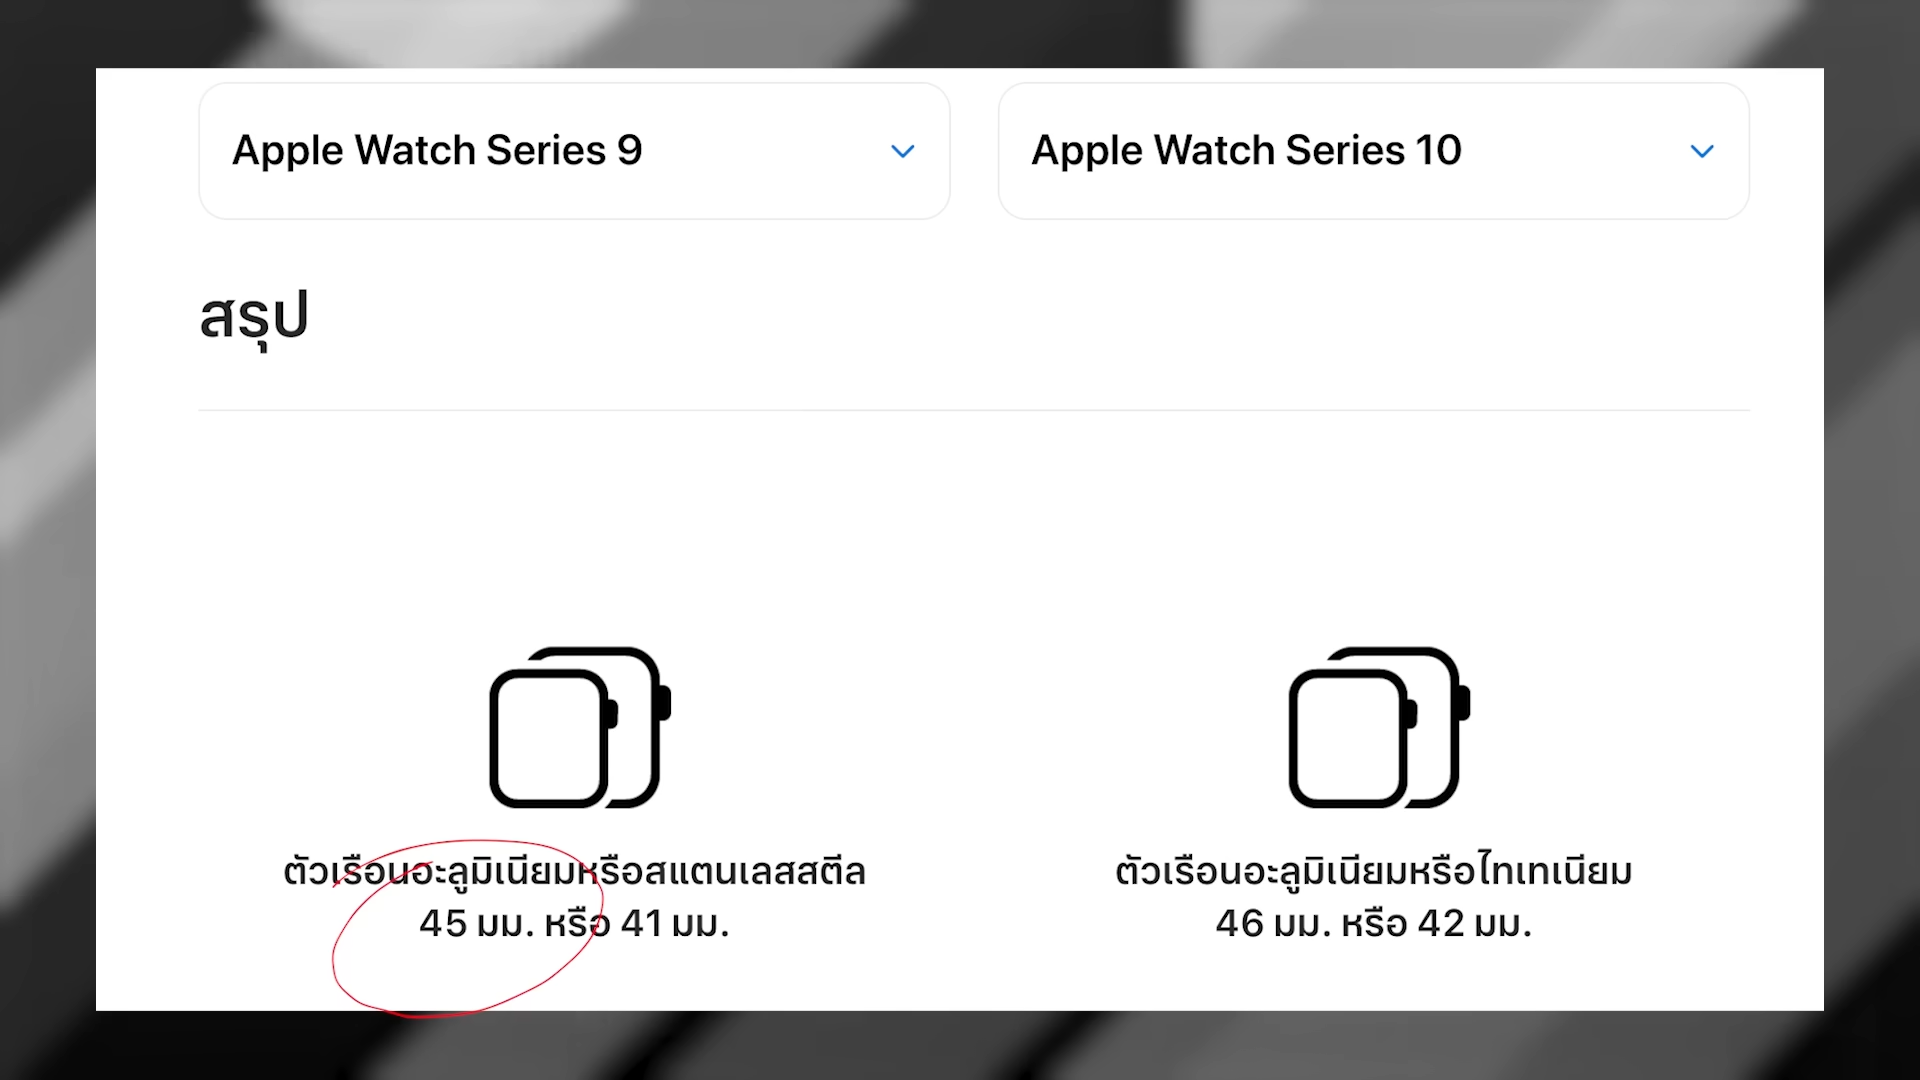 Apple Watch Series 9
Apple Watch Series 10
สรุป
ตัวเรือนอะลูมิเนียมหรือสแตนเลสสตีล
45 มม. หรือ 41 มม.
ตัวเรือนอะลูมิเนียมหรือไทเทเนียม
46 มม. หรือ 42 มม.